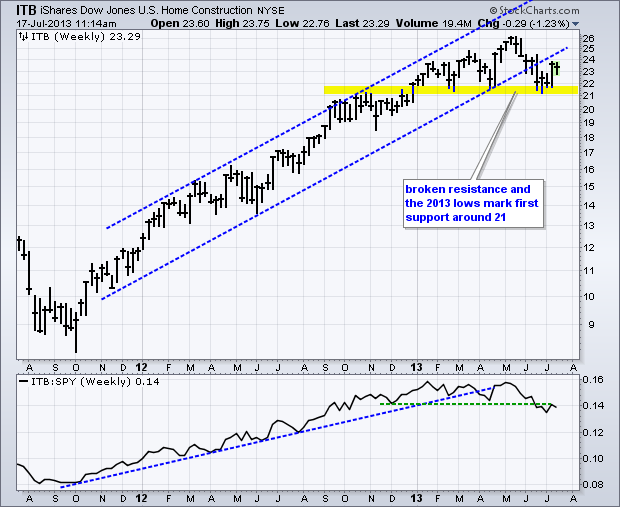 ITB iShares Dow Jones U.S. Home Construction NYSE © StockCharts.com
17-Jul-2013 11:14am Open 23.60 High 23.75 Low 22.76 Last 23.29 Volume 19.4M Chg -0.29 (-1.23%)
ITB (Weekly) 23.29
26
25
24
23
22
21
20
19
18
17
16
15
14
13
12
11
10
9
broken resistance and
the 2013 lows mark first
support around 21
A S O N D 12 F M A M J J A S O N D 13 F M A M J J A
ITB:SPY (Weekly) 0.14
0.16
0.14
0.12
0.10
0.08
A S O N D 12 F M A M J J A S O N D 13 F M A M J J A